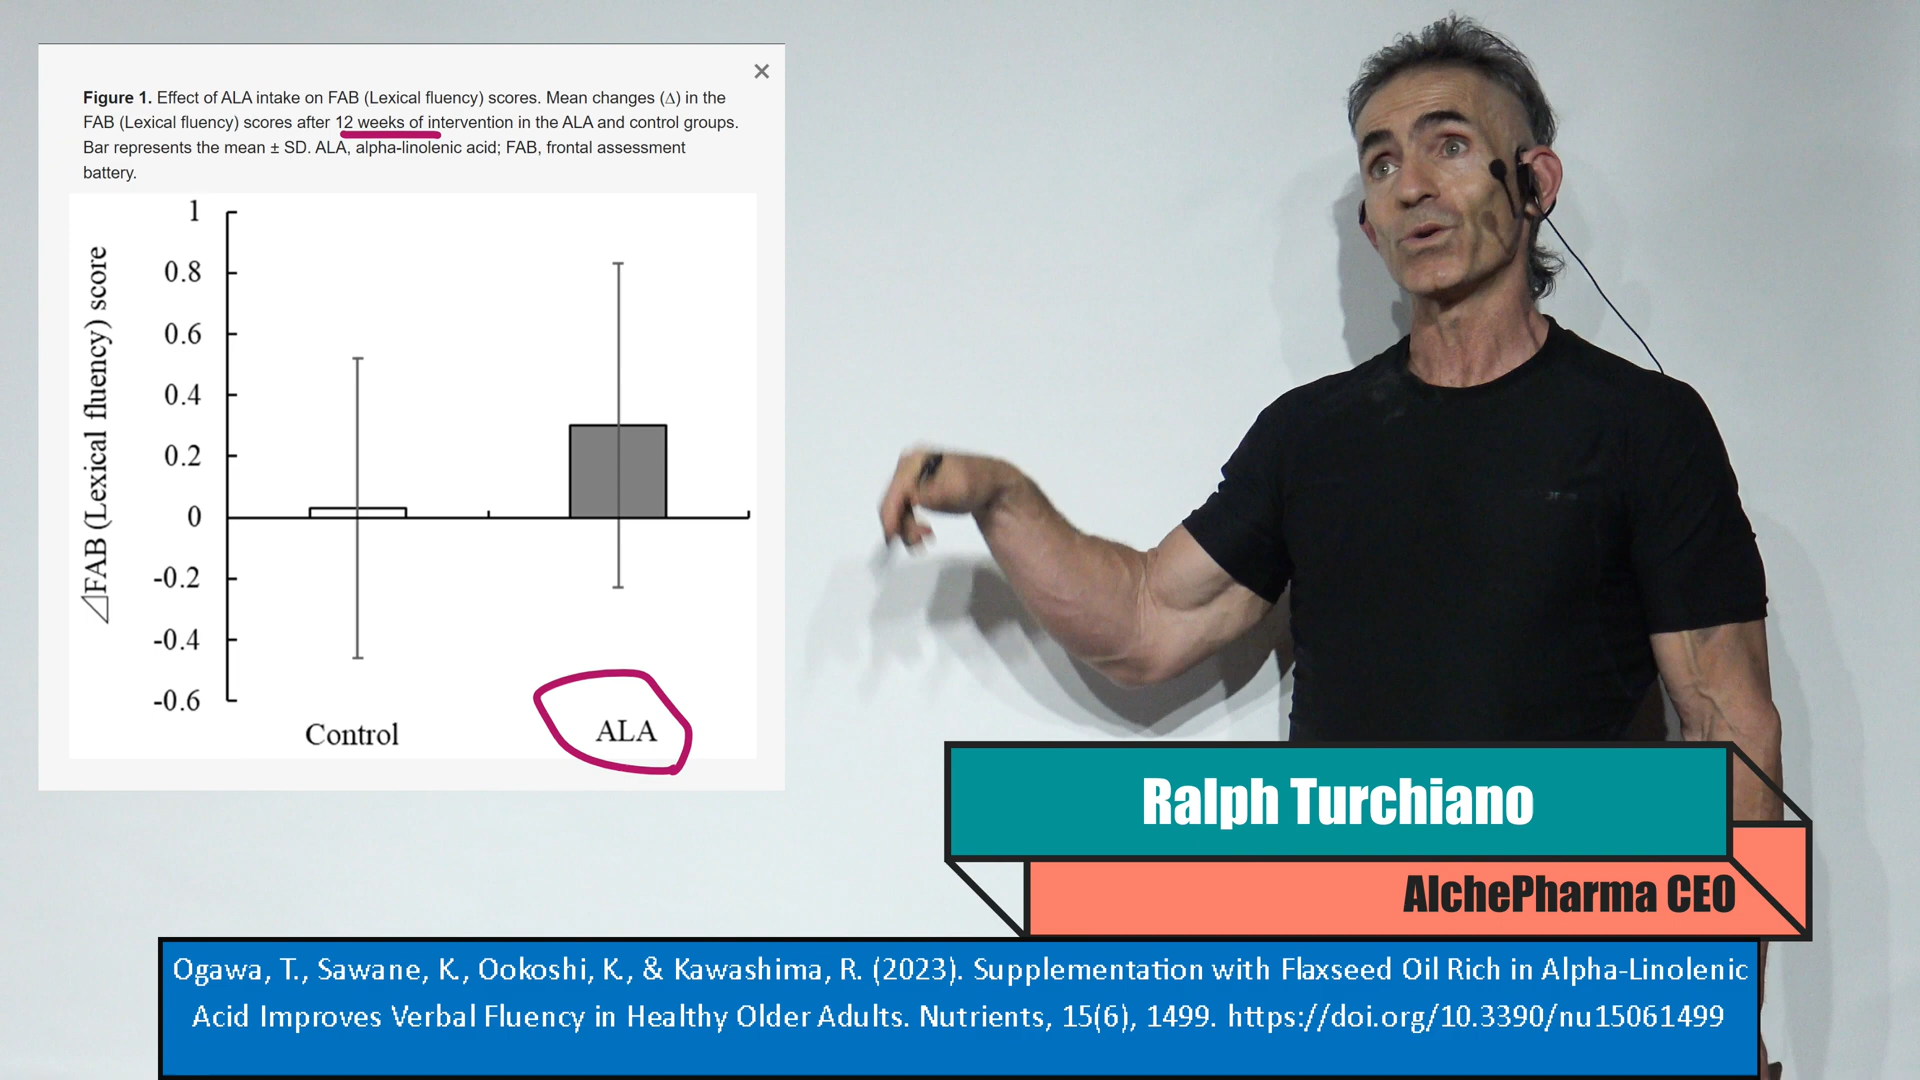 Figure 1. Effect of ALA intake on FAB (Lexical fluency) scores. Mean changes (Δ) in the
FAB (Lexical fluency) scores after 12 weeks of intervention in the ALA and control groups.
Bar represents the mean ± SD. ALA, alpha-linolenic acid; FAB, frontal assessment
battery.
⊿FAB (Lexical fluency) score
1
0.8
0.6
0.4
0.2
0
-0.2
-0.4
-0.6
Control
ALA
Ralph Turchiano
AlchePharma CEO
Ogawa, T., Sawane, K., Ookoshi, K., & Kawashima, R. (2023). Supplementation with Flaxseed Oil Rich in Alpha-Linolenic
Acid Improves Verbal Fluency in Healthy Older Adults. Nutrients, 15(6), 1499. https://doi.org/10.3390/nu15061499